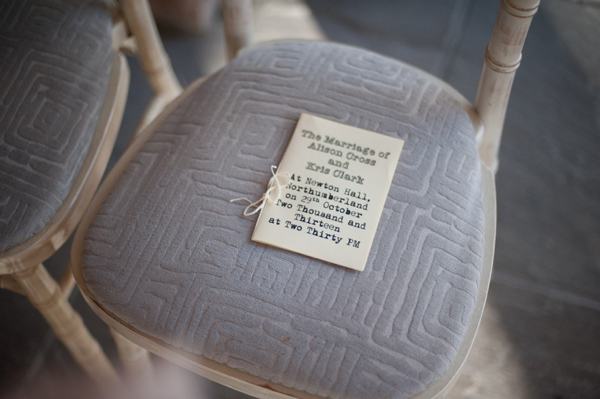 The Marriage of
Alison Cross
and
Kris Clark
At Newton Hall,
Northumberland
on 29th October
Two Thousand and
Thirteen
at Two Thirty PM